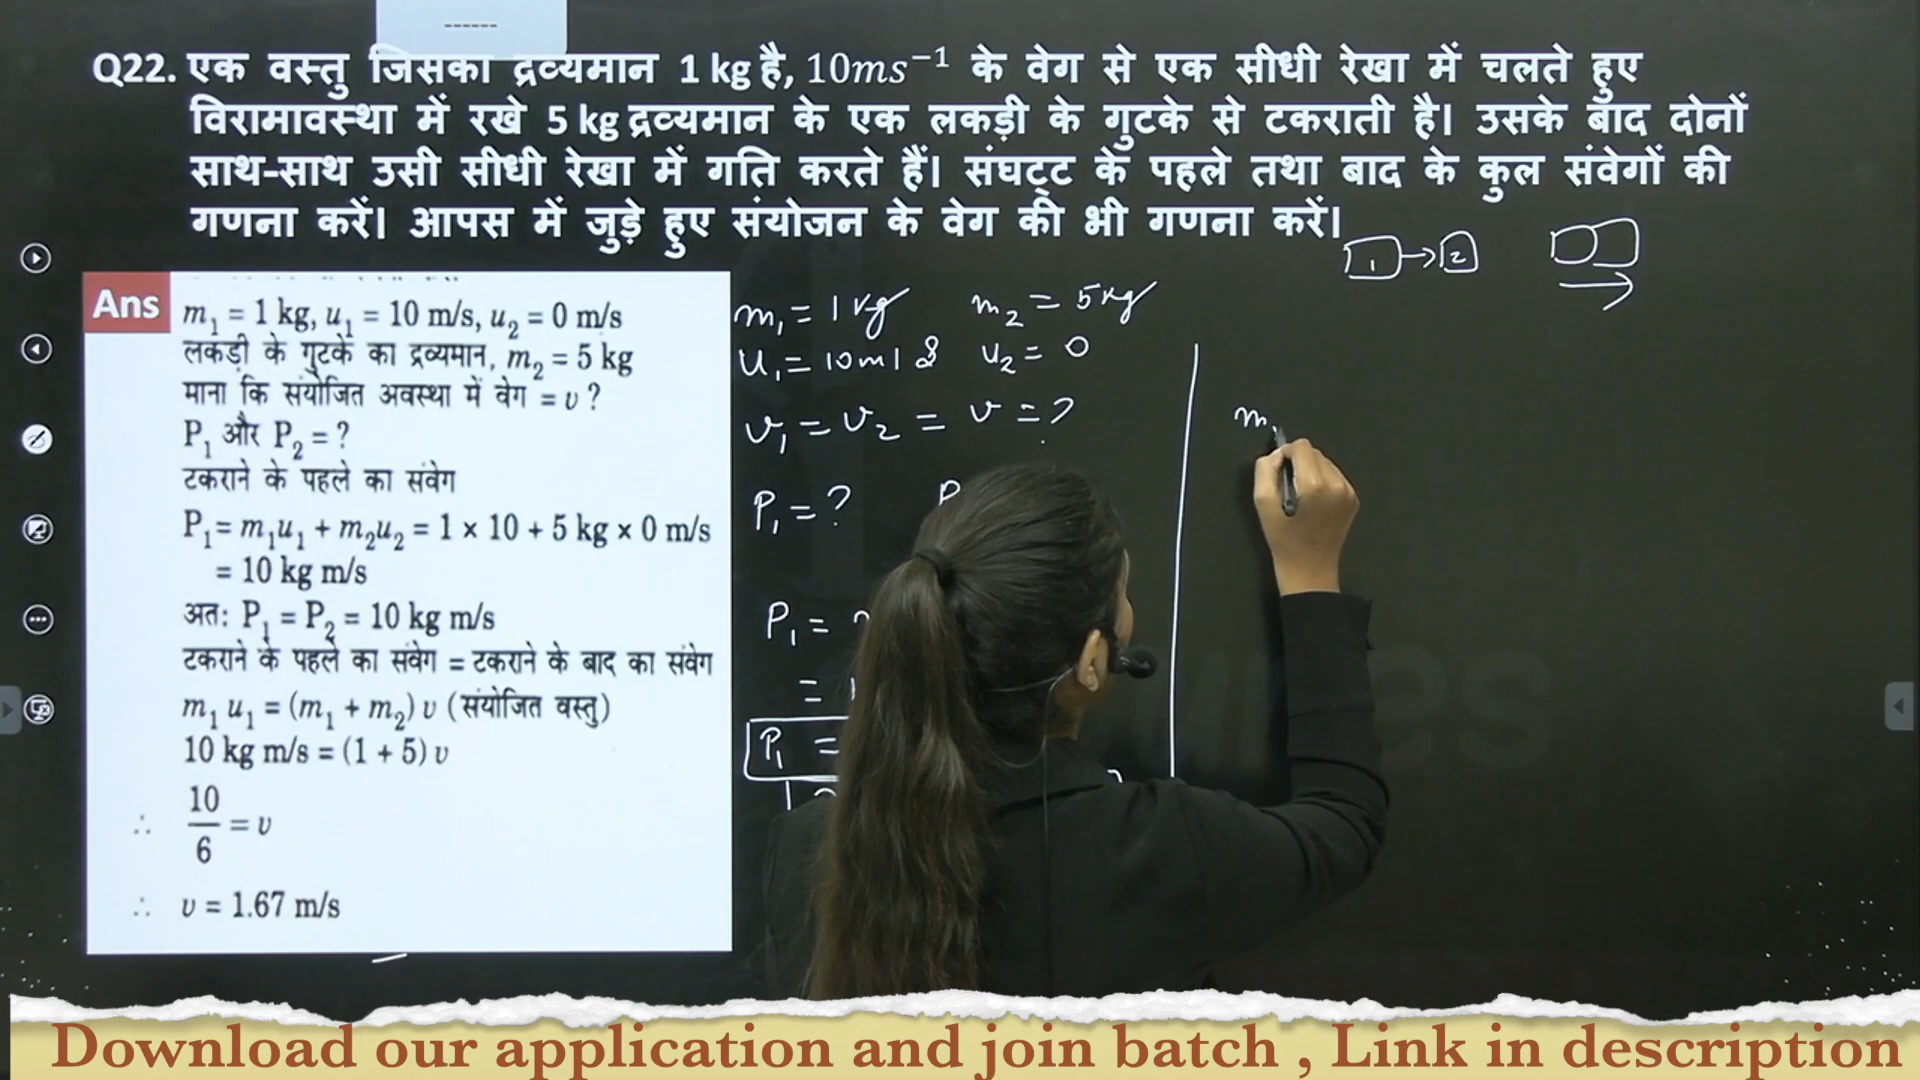 ------
Q22. एक वस्तु जिसका द्रव्यमान 1 kg है, 10ms⁻¹ के वेग से एक सीधी रेखा में चलते हुए
विरामावस्था में रखे 5 kg द्रव्यमान के एक लकड़ी के गुटके से टकराती है। उसके बाद दोनों
साथ-साथ उसी सीधी रेखा में गति करते हैं। संघट्ट के पहले तथा बाद के कुल संवेगों की
गणना करें। आपस में जुड़े हुए संयोजन के वेग की भी गणना करें।
1 → 2
Ans
m₁ = 1 kg, u₁ = 10 m/s, u₂ = 0 m/s
लकड़ी के गुटके का द्रव्यमान, m₂ = 5 kg
माना कि संयोजित अवस्था में वेग = υ ?
P₁ और P₂ = ?
टकराने के पहले का संवेग
P₁= m₁u₁ + m₂u₂ = 1 × 10 + 5 kg × 0 m/s
= 10 kg m/s
अत: P₁ = P₂ = 10 kg m/s
टकराने के पहले का संवेग = टकराने के बाद का संवेग
m₁ u₁ = (m₁ + m₂) υ (संयोजित वस्तु)
10 kg m/s = (1 + 5) υ
∴ 10/6 = υ
∴ υ = 1.67 m/s
m₁ = 1 kg m₂ = 5 kg
u₁ = 10 m/s u₂ = 0
v₁ = v₂ = v = ?
P₁ = ? P
P₁ =
=
P₁ =
m₁
Download our application and join batch , Link in description